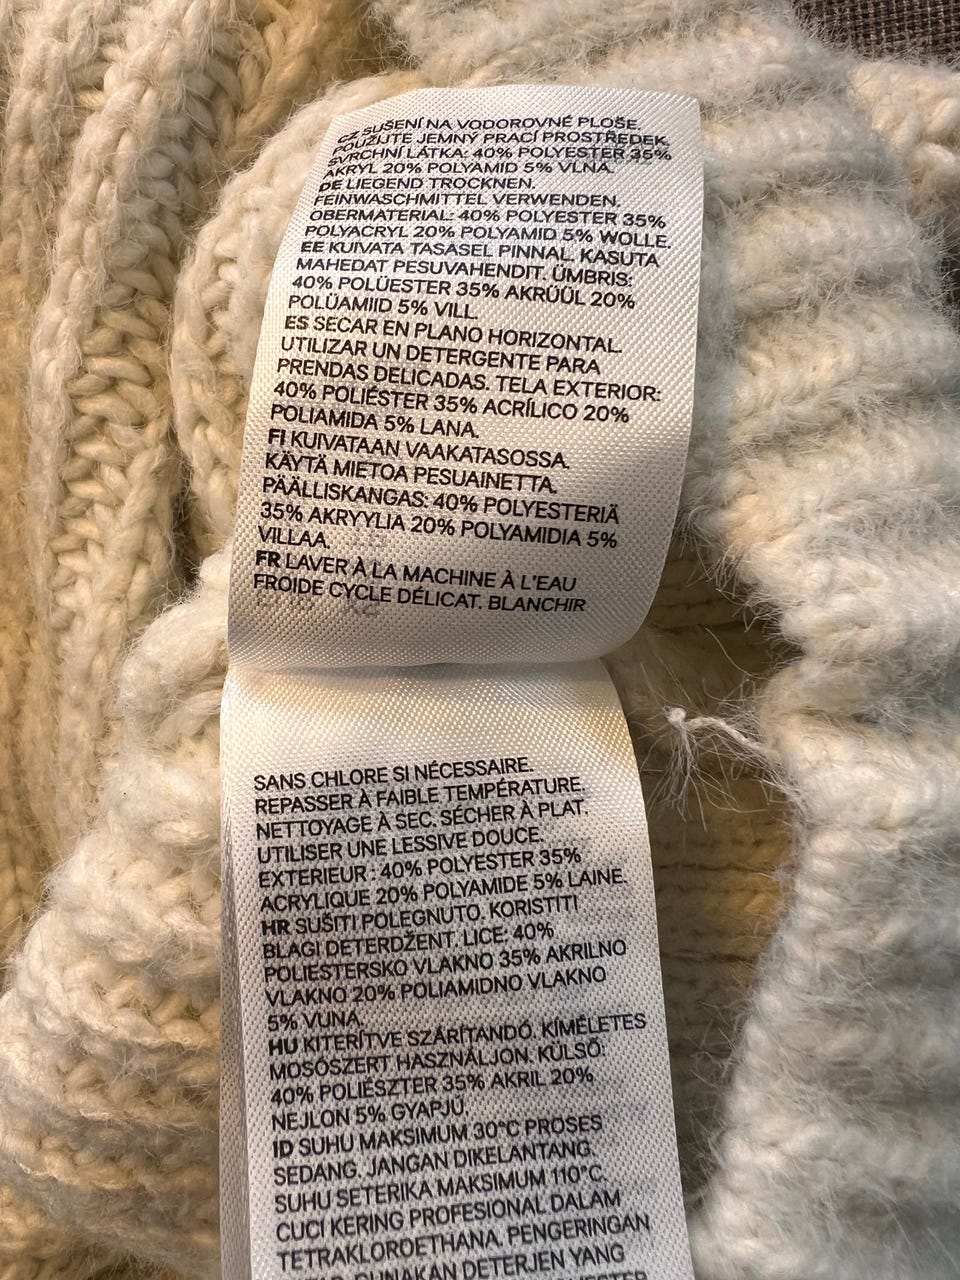 CZ SUŠENÍ NA VODOROVNÉ PLOŠE.
POUŽIJTE JEMNÝ PRACÍ PROSTŘEDEK.
SVRCHNÍ LÁTKA: 40% POLYESTER 35%
AKRYL 20% POLYAMID 5% VLNA.
DE LIEGEND TROCKNEN.
FEINWASCHMITTEL VERWENDEN.
OBERMATERIAL: 40% POLYESTER 35%
POLYACRYL 20% POLYAMID 5% WOLLE.
EE KUIVATA TASASEL PINNAL. KASUTA
MAHEDAT PESUVAHENDIT. ÜMBRIS:
40% POLÜESTER 35% AKRÜÜL 20%
POLÜAMIID 5% VILL.
ES SECAR EN PLANO HORIZONTAL.
UTILIZAR UN DETERGENTE PARA
PRENDAS DELICADAS. TELA EXTERIOR:
40% POLIÉSTER 35% ACRÍLICO 20%
POLIAMIDA 5% LANA.
FI KUIVATAAN VAAKATASOSSA.
KÄYTÄ MIETOA PESUAINETTA.
PÄÄLLISKANGAS: 40% POLYESTERIÄ
35% AKRYYLIA 20% POLYAMIDIA 5%
VILLAA.
FR LAVER À LA MACHINE À L'EAU
FROIDE CYCLE DÉLICAT. BLANCHIR
SANS CHLORE SI NÉCESSAIRE.
REPASSER À FAIBLE TEMPÉRATURE.
NETTOYAGE À SEC. SÉCHER À PLAT.
UTILISER UNE LESSIVE DOUCE.
EXTERIEUR : 40% POLYESTER 35%
ACRYLIQUE 20% POLYAMIDE 5% LAINE.
HR SUŠITI POLEGNUTO. KORISTITI
BLAGI DETERDŽENT. LICE: 40%
POLIESTERSKO VLAKNO 35% AKRILNO
VLAKNO 20% POLIAMIDNO VLAKNO
5% VUNA.
HU KITERÍTVE SZÁRÍTANDÓ. KÍMÉLETES
MOSÓSZERT HASZNÁLJON. KÜLSŐ:
40% POLIÉSZTER 35% AKRIL 20%
NEJLON 5% GYAPJÚ.
ID SUHU MAKSIMUM 30°C PROSES
SEDANG. JANGAN DIKELANTANG.
SUHU SETERIKA MAKSIMUM 110°C.
CUCI KERING PROFESIONAL DALAM
TETRAKLOROETHANA. PENGERINGAN
GUNAKAN DETERJEN YANG